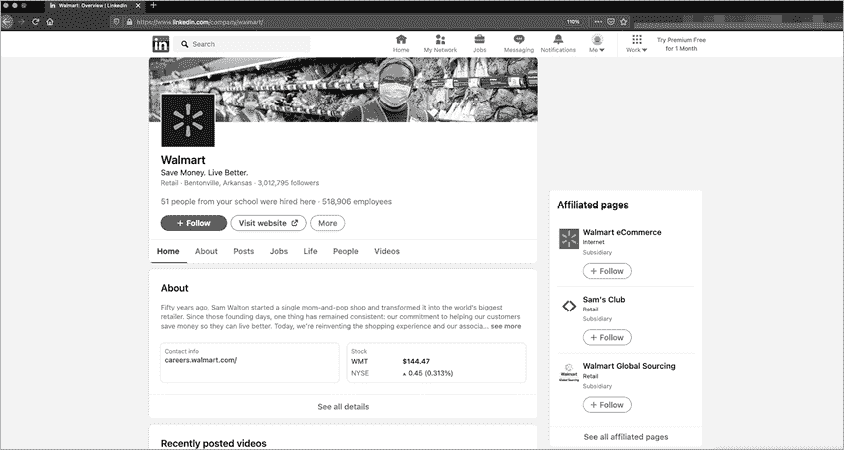 Walmart: Overview | LinkedIn
https://www.linkedin.com/company/walmart/
110%
in
Search
Home
My Network
Jobs
Messaging
Notifications
Me
Work
Try Premium Free
for 1 Month
Walmart
Save Money. Live Better.
Retail · Bentonville, Arkansas · 3,012,795 followers
51 people from your school were hired here · 518,906 employees
+ Follow
Visit website
More
Home
About
Posts
Jobs
Life
People
Videos
About
Fifty years ago, Sam Walton started a single mom-and-pop shop and transformed it into the world's biggest
retailer. Since those founding days, one thing has remained consistent: our commitment to helping our customers
save money so they can live better. Today, we're reinventing the shopping experience and our associa... see more
Contact info
careers.walmart.com/
Stock
WMT $144.47
NYSE ▲ 0.45 (0.313%)
See all details
Recently posted videos
Affiliated pages
Walmart eCommerce
Internet
Subsidiary
+ Follow
Sam's Club
Retail
Subsidiary
+ Follow
Walmart
Global Sourcing
Walmart Global Sourcing
Retail
Subsidiary
+ Follow
See all affiliated pages